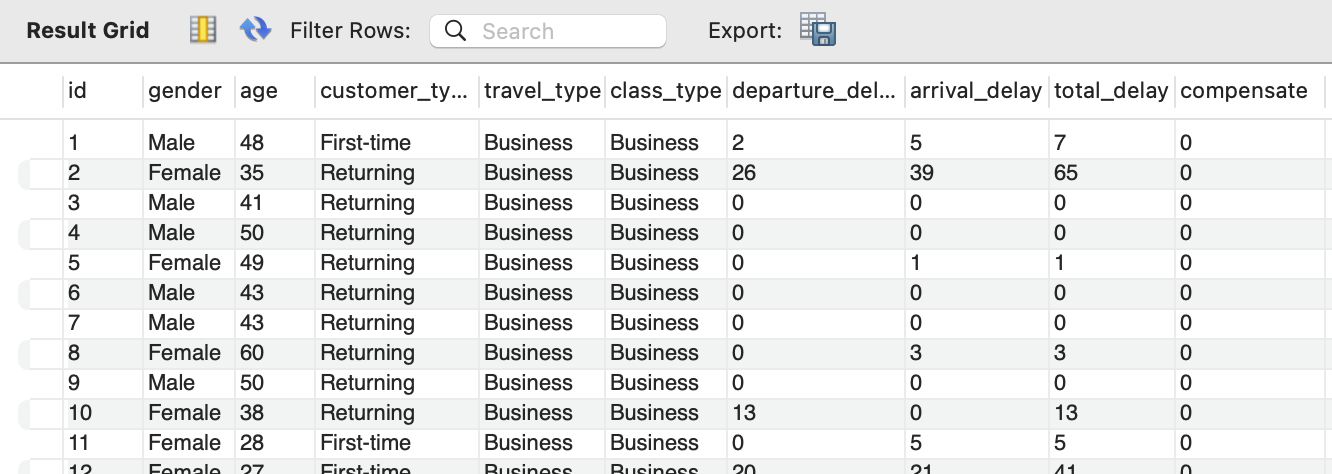 Result Grid Filter Rows: Search Export:
id gender age customer_ty... travel_type class_type departure_del... arrival_delay total_delay compensate
1 Male 48 First-time Business Business 2 5 7 0
2 Female 35 Returning Business Business 26 39 65 0
3 Male 41 Returning Business Business 0 0 0 0
4 Male 50 Returning Business Business 0 0 0 0
5 Female 49 Returning Business Business 0 1 1 0
6 Male 43 Returning Business Business 0 0 0 0
7 Male 43 Returning Business Business 0 0 0 0
8 Female 60 Returning Business Business 0 3 3 0
9 Male 50 Returning Business Business 0 0 0 0
10 Female 38 Returning Business Business 13 0 13 0
11 Female 28 First-time Business Business 0 5 5 0
12 Female 27 First-time Business Business 20 21 41 0